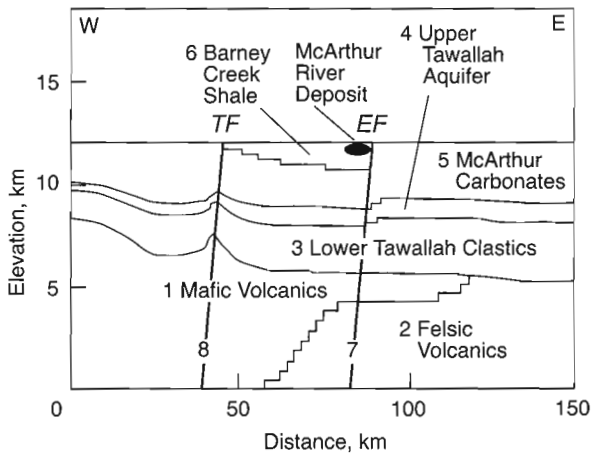 W
E
6 Barney
Creek
Shale
McArthur
River
Deposit
4 Upper
Tawallah
Aquifer
TF
EF
5 McArthur
Carbonates
3 Lower Tawallah Clastics
1 Mafic Volcanics
2 Felsic
Volcanics
8
7
15
10
5
Elevation, km
0
50
100
150
Distance, km